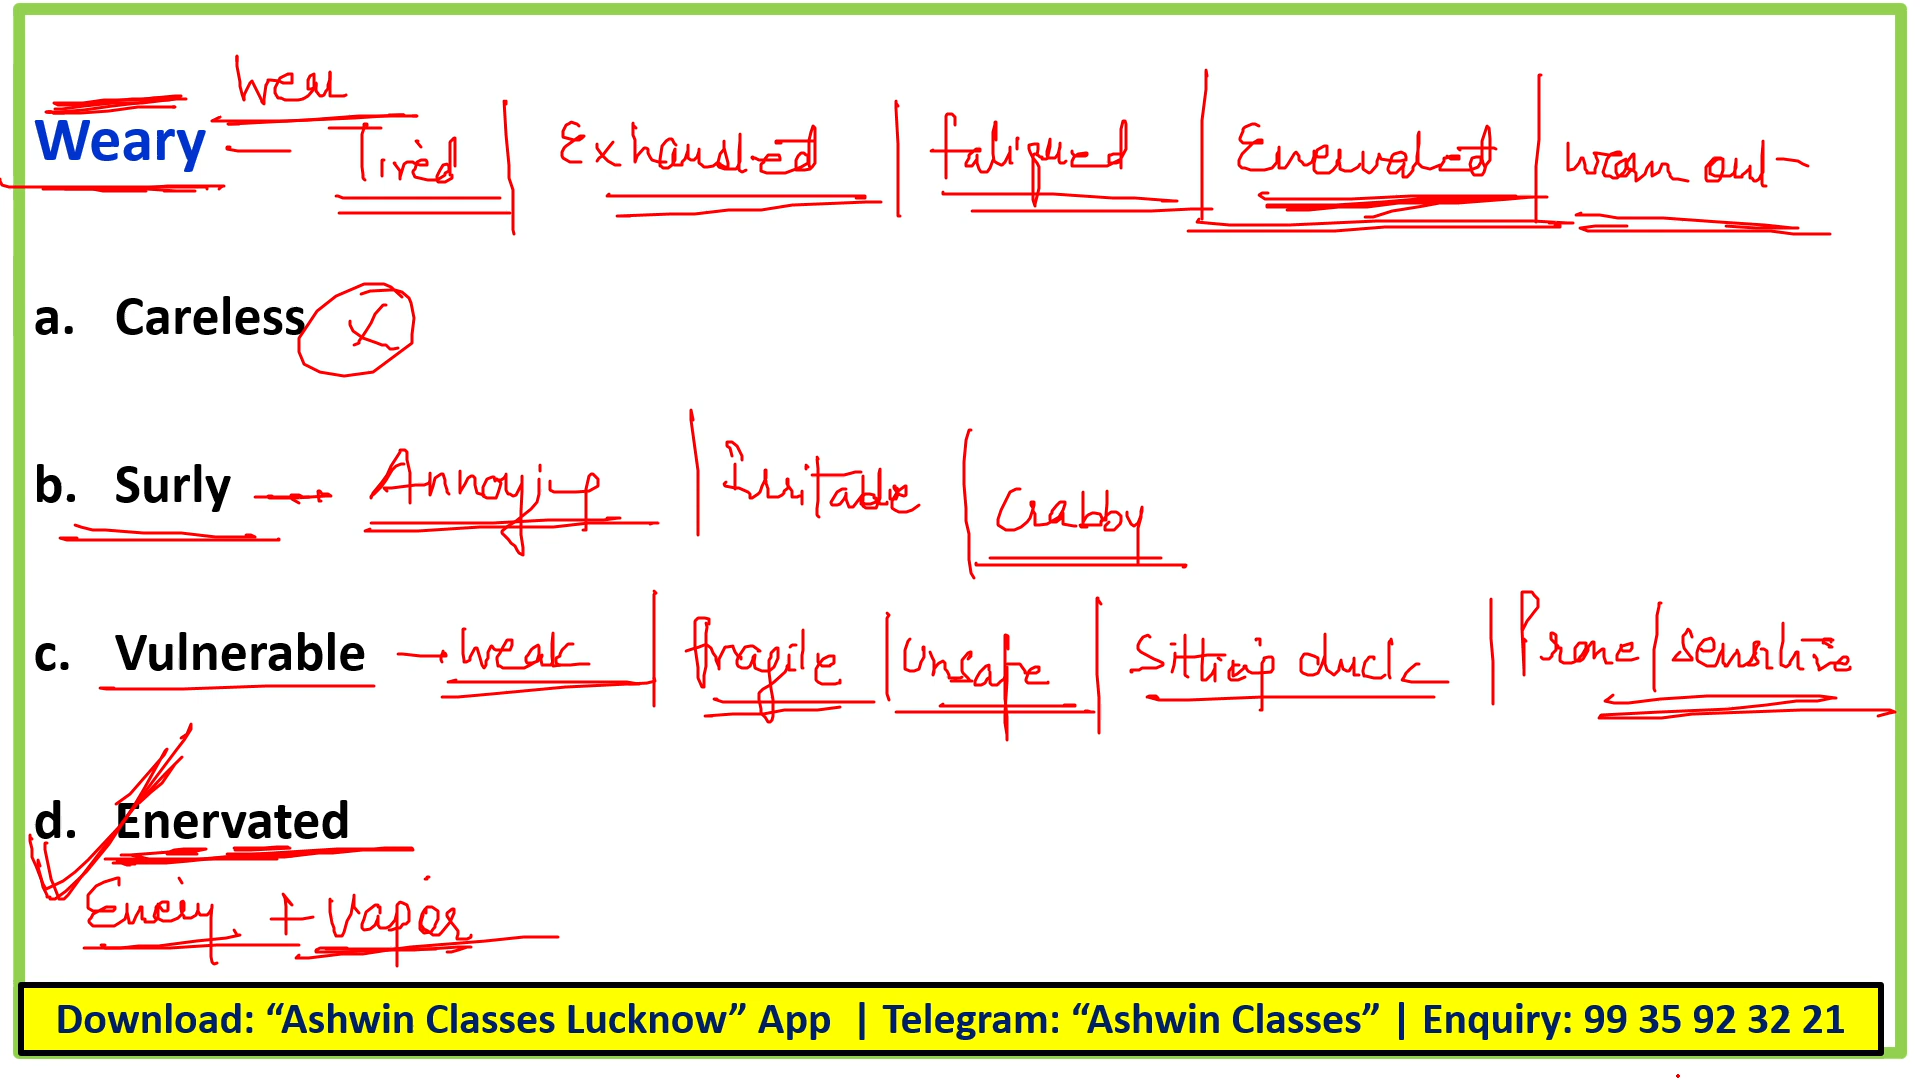 Wear
Weary = Tired | Exhausted | fatigued | Enervated | worn out
a. Careless X
b. Surly → Annoying | Irritable | Crabby
c. Vulnerable → Weak | fragile | unsafe | Sitting duck | Prone | sensitive
d. Enervated
+ Vapor
Download: “Ashwin Classes Lucknow” App | Telegram: “Ashwin Classes” | Enquiry: 99 35 92 32 21